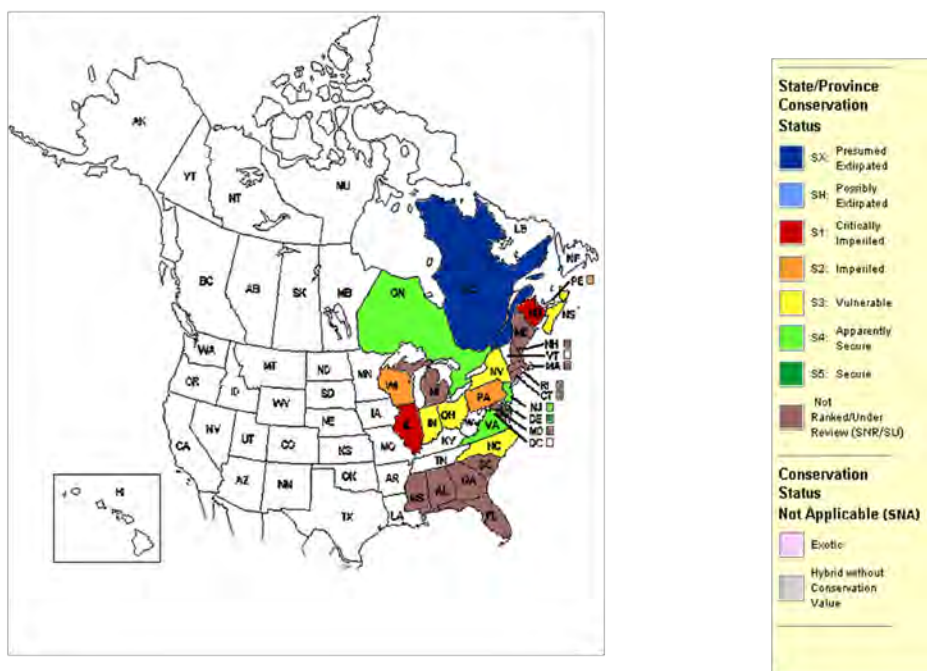 AK
YT
NT
NU
BC
AB
SK
MB
ON
LB
NF
PE
NS
WA
MT
ND
MN
OR
ID
WY
SD
WI
MI
NH
VT
MA
NY
RI
CT
NJ
DE
MD
DC
PA
OH
IN
IA
NE
NV
UT
CO
KS
MO
KY
VA
NC
TN
CA
AZ
NM
OK
AR
SC
MS
AL
GA
TX
LA
FL
HI
State/Province
Conservation
Status
SX: Presumed
Extirpated
SH: Possibly
Extirpated
S1: Critically
Imperiled
S2: Imperiled
S3: Vulnerable
S4: Apparently
Secure
S5: Secure
Not
Ranked/Under
Review (SNR/SU)
Conservation
Status
Not Applicable (SNA)
Exotic
Hybrid without
Conservation
Value